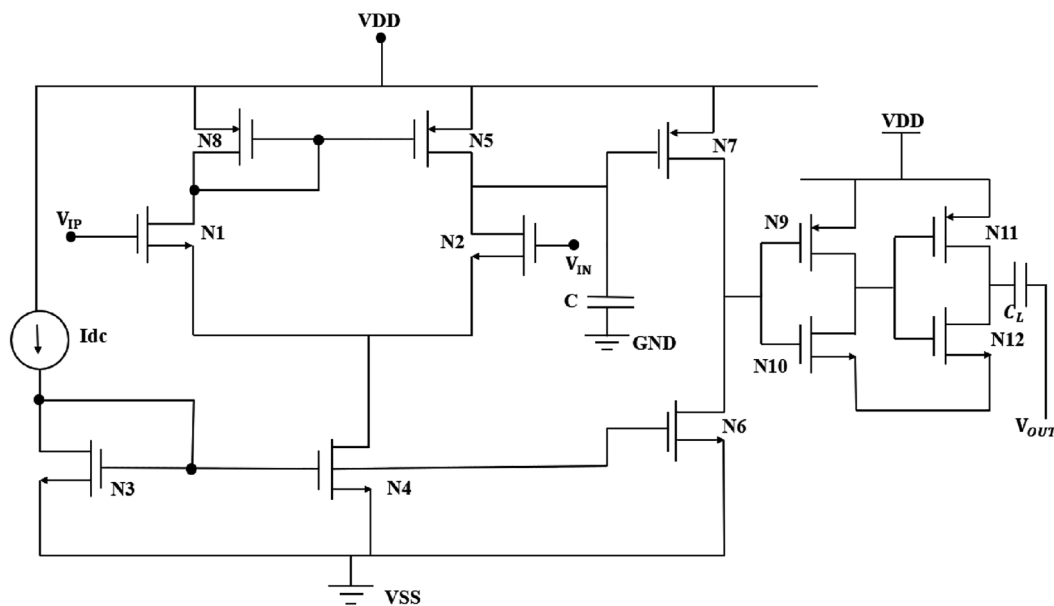 VDD
N8
N5
N7
VDD
V_IP
N1
N2
V_IN
N9
N11
C
GND
C_L
Idc
N10
N12
V_OUT
N6
N3
N4
VSS